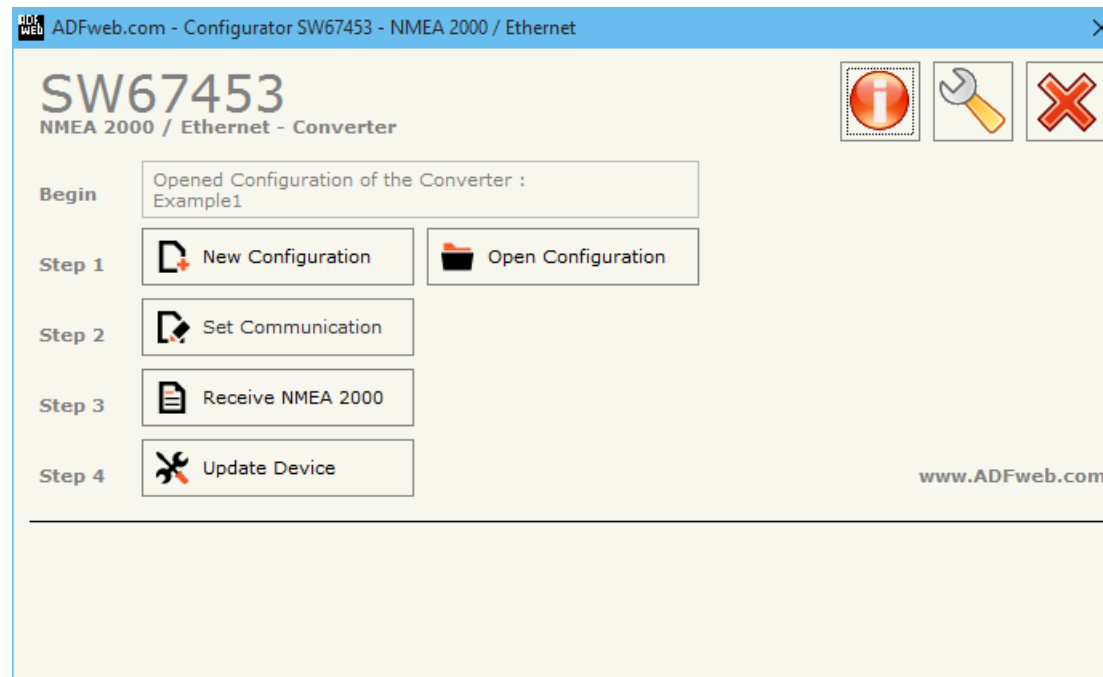 ADF
WEB
ADFweb.com - Configurator SW67453 - NMEA 2000 / Ethernet
SW67453
NMEA 2000 / Ethernet - Converter
Begin
Opened Configuration of the Converter :
Example1
Step 1
New Configuration
Open Configuration
Step 2
Set Communication
Step 3
Receive NMEA 2000
Step 4
Update Device
www.ADFweb.com